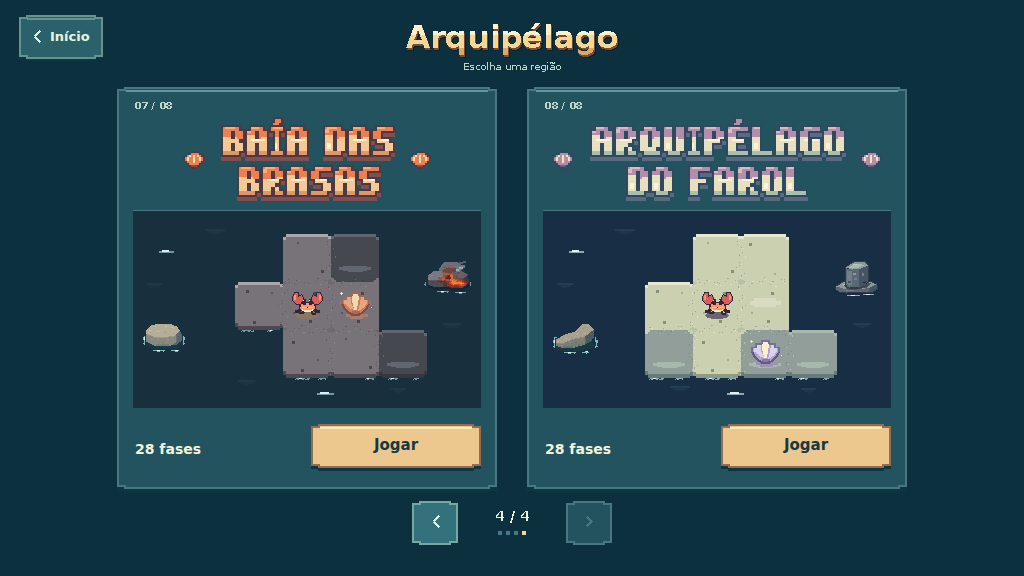 Início
Arquipélago
Escolha uma região
07 / 08
BAÍA DAS
BRASAS
28 fases
Jogar
08 / 08
ARQUIPÉLAGO
DO FAROL
28 fases
Jogar
4 / 4